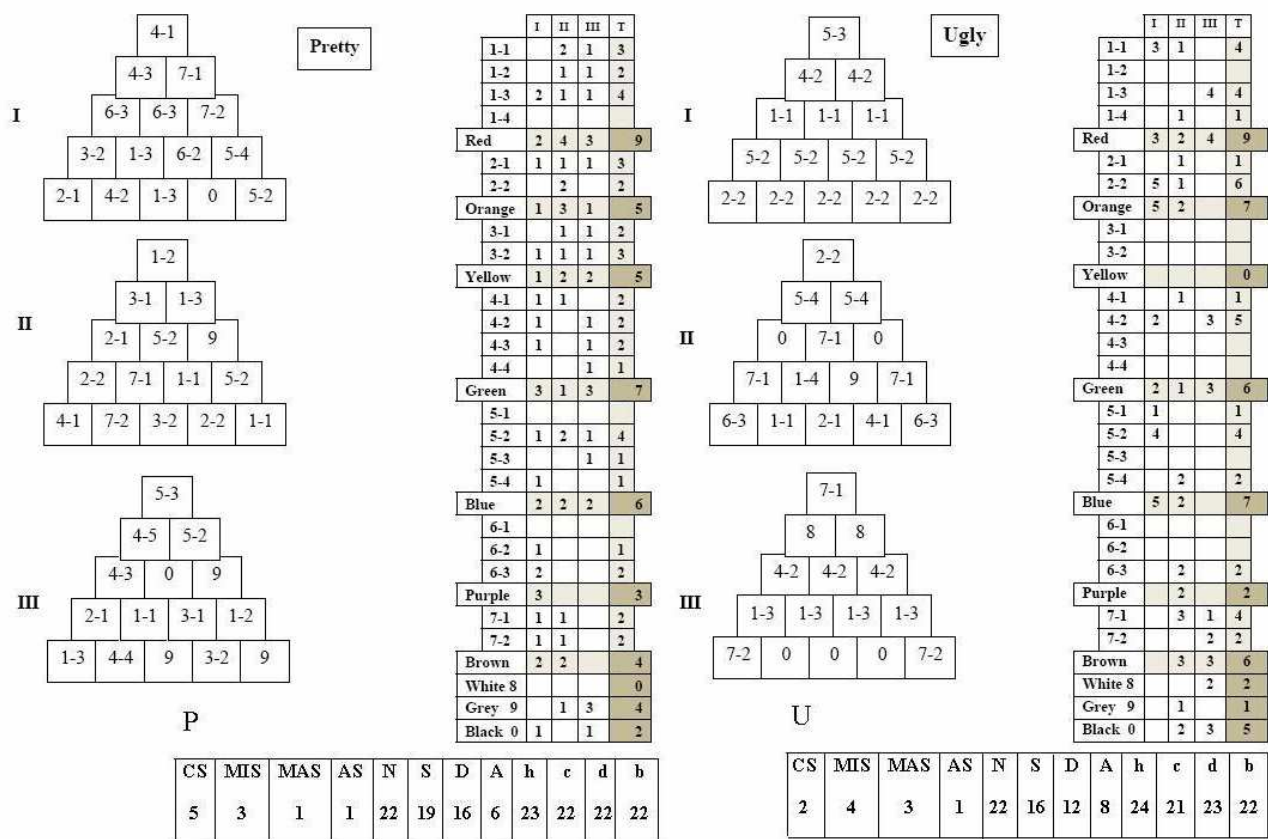 Pretty
I
4-1
4-3 7-1
6-3 6-3 7-2
3-2 1-3 6-2 5-4
2-1 4-2 1-3 0 5-2
II
1-2
3-1 1-3
2-1 5-2 9
2-2 7-1 1-1 5-2
4-1 7-2 3-2 2-2 1-1
III
5-3
4-5 5-2
4-3 0 9
2-1 1-1 3-1 1-2
1-3 4-4 9 3-2 9
P
I II III T
1-1 2 1 3
1-2 1 1 2
1-3 2 1 1 4
1-4
Red 2 4 3 9
2-1 1 1 1 3
2-2 2 2
Orange 1 3 1 5
3-1 1 1 2
3-2 1 1 1 3
Yellow 1 2 2 5
4-1 1 1 2
4-2 1 1 2
4-3 1 1 2
4-4 1 1
Green 3 1 3 7
5-1
5-2 1 2 1 4
5-3 1 1
5-4 1 1
Blue 2 2 2 6
6-1
6-2 1 1
6-3 2 2
Purple 3 3
7-1 1 1 2
7-2 1 1 2
Brown 2 2 4
White 8 0
Grey 9 1 3 4
Black 0 1 1 2
CS MIS MAS AS N S D A h c d b
5 3 1 1 22 19 16 6 23 22 22 22
Ugly
I
5-3
4-2 4-2
1-1 1-1 1-1
5-2 5-2 5-2 5-2
2-2 2-2 2-2 2-2 2-2
II
2-2
5-4 5-4
0 7-1 0
7-1 1-4 9 7-1
6-3 1-1 2-1 4-1 6-3
III
7-1
8 8
4-2 4-2 4-2
1-3 1-3 1-3 1-3
7-2 0 0 0 7-2
U
I II III T
1-1 3 1 4
1-2
1-3 4 4
1-4 1 1
Red 3 2 4 9
2-1 1 1
2-2 5 1 6
Orange 5 2 7
3-1
3-2
Yellow 0
4-1 1 1
4-2 2 3 5
4-3
4-4
Green 2 1 3 6
5-1 1 1
5-2 4 4
5-3
5-4 2 2
Blue 5 2 7
6-1
6-2
6-3 2 2
Purple 2 2
7-1 3 1 4
7-2 2 2
Brown 3 3 6
White 8 2 2
Grey 9 1 1
Black 0 2 3 5
CS MIS MAS AS N S D A h c d b
2 4 3 1 22 16 12 8 24 21 23 22